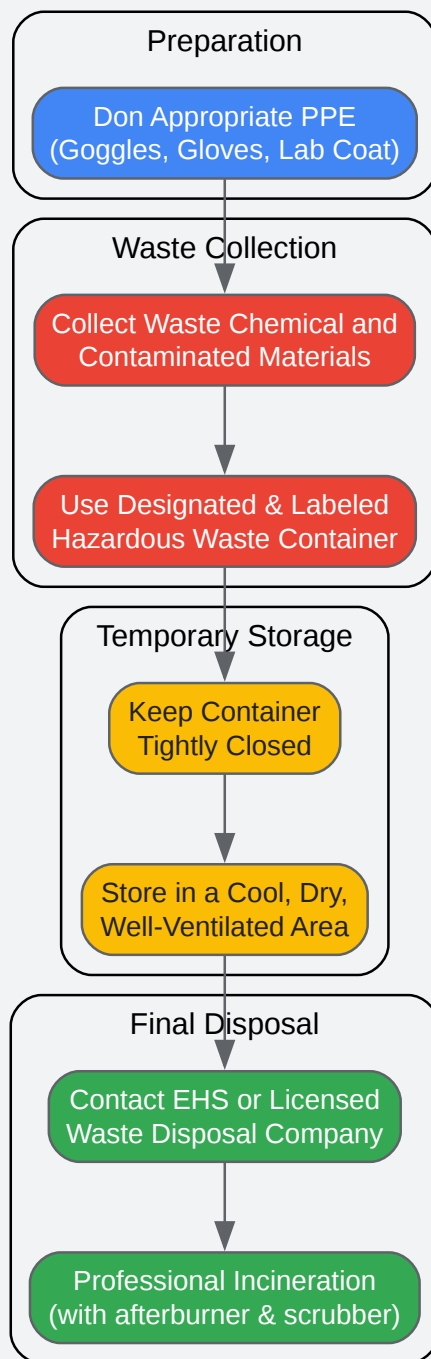 Preparation
Don Appropriate PPE
(Goggles, Gloves, Lab Coat)
Waste Collection
Collect Waste Chemical and
Contaminated Materials
Use Designated & Labeled
Hazardous Waste Container
Temporary Storage
Keep Container
Tightly Closed
Store in a Cool, Dry,
Well-Ventilated Area
Final Disposal
Contact EHS or Licensed
Waste Disposal Company
Professional Incineration
(with afterburner & scrubber)